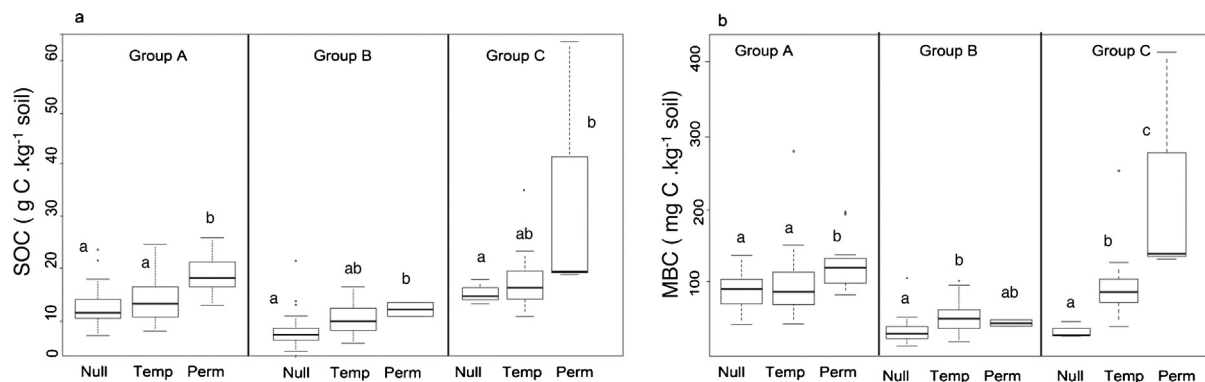 a
Group A
Group B
Group C
SOC ( g C .kg⁻¹ soil)
60
50
40
30
20
10
0
a
a
b
a
ab
b
a
ab
b
Null
Temp
Perm
Null
Temp
Perm
Null
Temp
Perm
b
Group A
Group B
Group C
MBC ( mg C .kg⁻¹ soil)
400
300
200
100
a
a
b
a
b
ab
a
b
c
Null
Temp
Perm
Null
Temp
Perm
Null
Temp
Perm